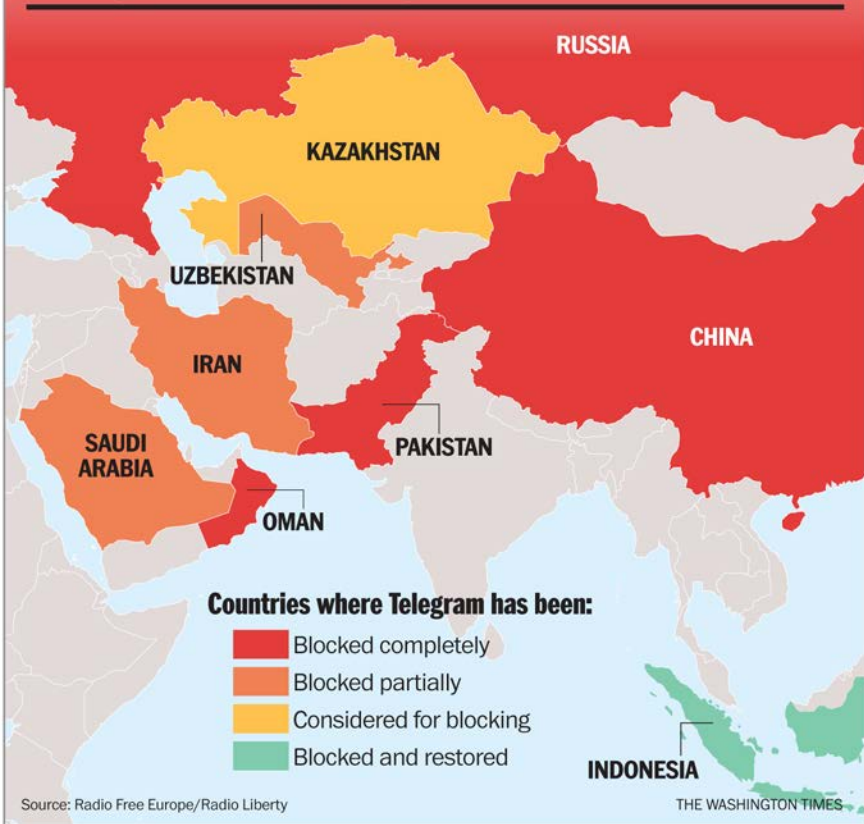 RUSSIA
KAZAKHSTAN
UZBEKISTAN
CHINA
IRAN
PAKISTAN
SAUDI
ARABIA
OMAN
Countries where Telegram has been:
Blocked completely
Blocked partially
Considered for blocking
Blocked and restored
INDONESIA
Source: Radio Free Europe/Radio Liberty
THE WASHINGTON TIMES